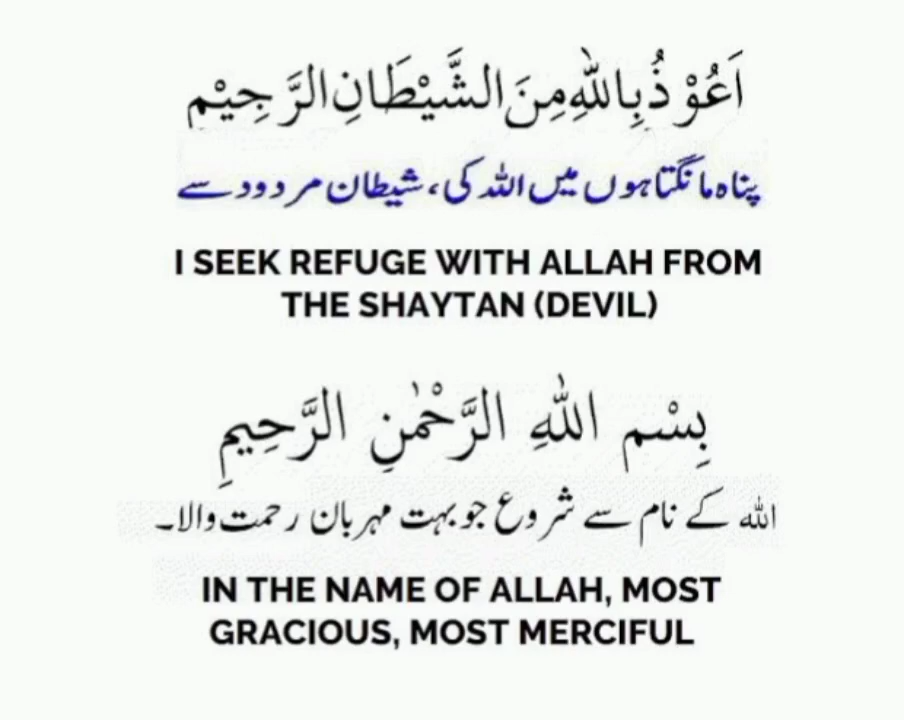 اَعُوْذُ بِاللّٰهِ مِنَ الشَّيْطَانِ الرَّجِيْم
پناہ مانگتا ہوں میں اللہ کی، شیطان مردود سے
I SEEK REFUGE WITH ALLAH FROM
THE SHAYTAN (DEVIL)
بِسْمِ اللّٰهِ الرَّحْمٰنِ الرَّحِيمِ
اللہ کے نام سے شروع جو بہت مہربان رحمت والا۔
IN THE NAME OF ALLAH, MOST
GRACIOUS, MOST MERCIFUL